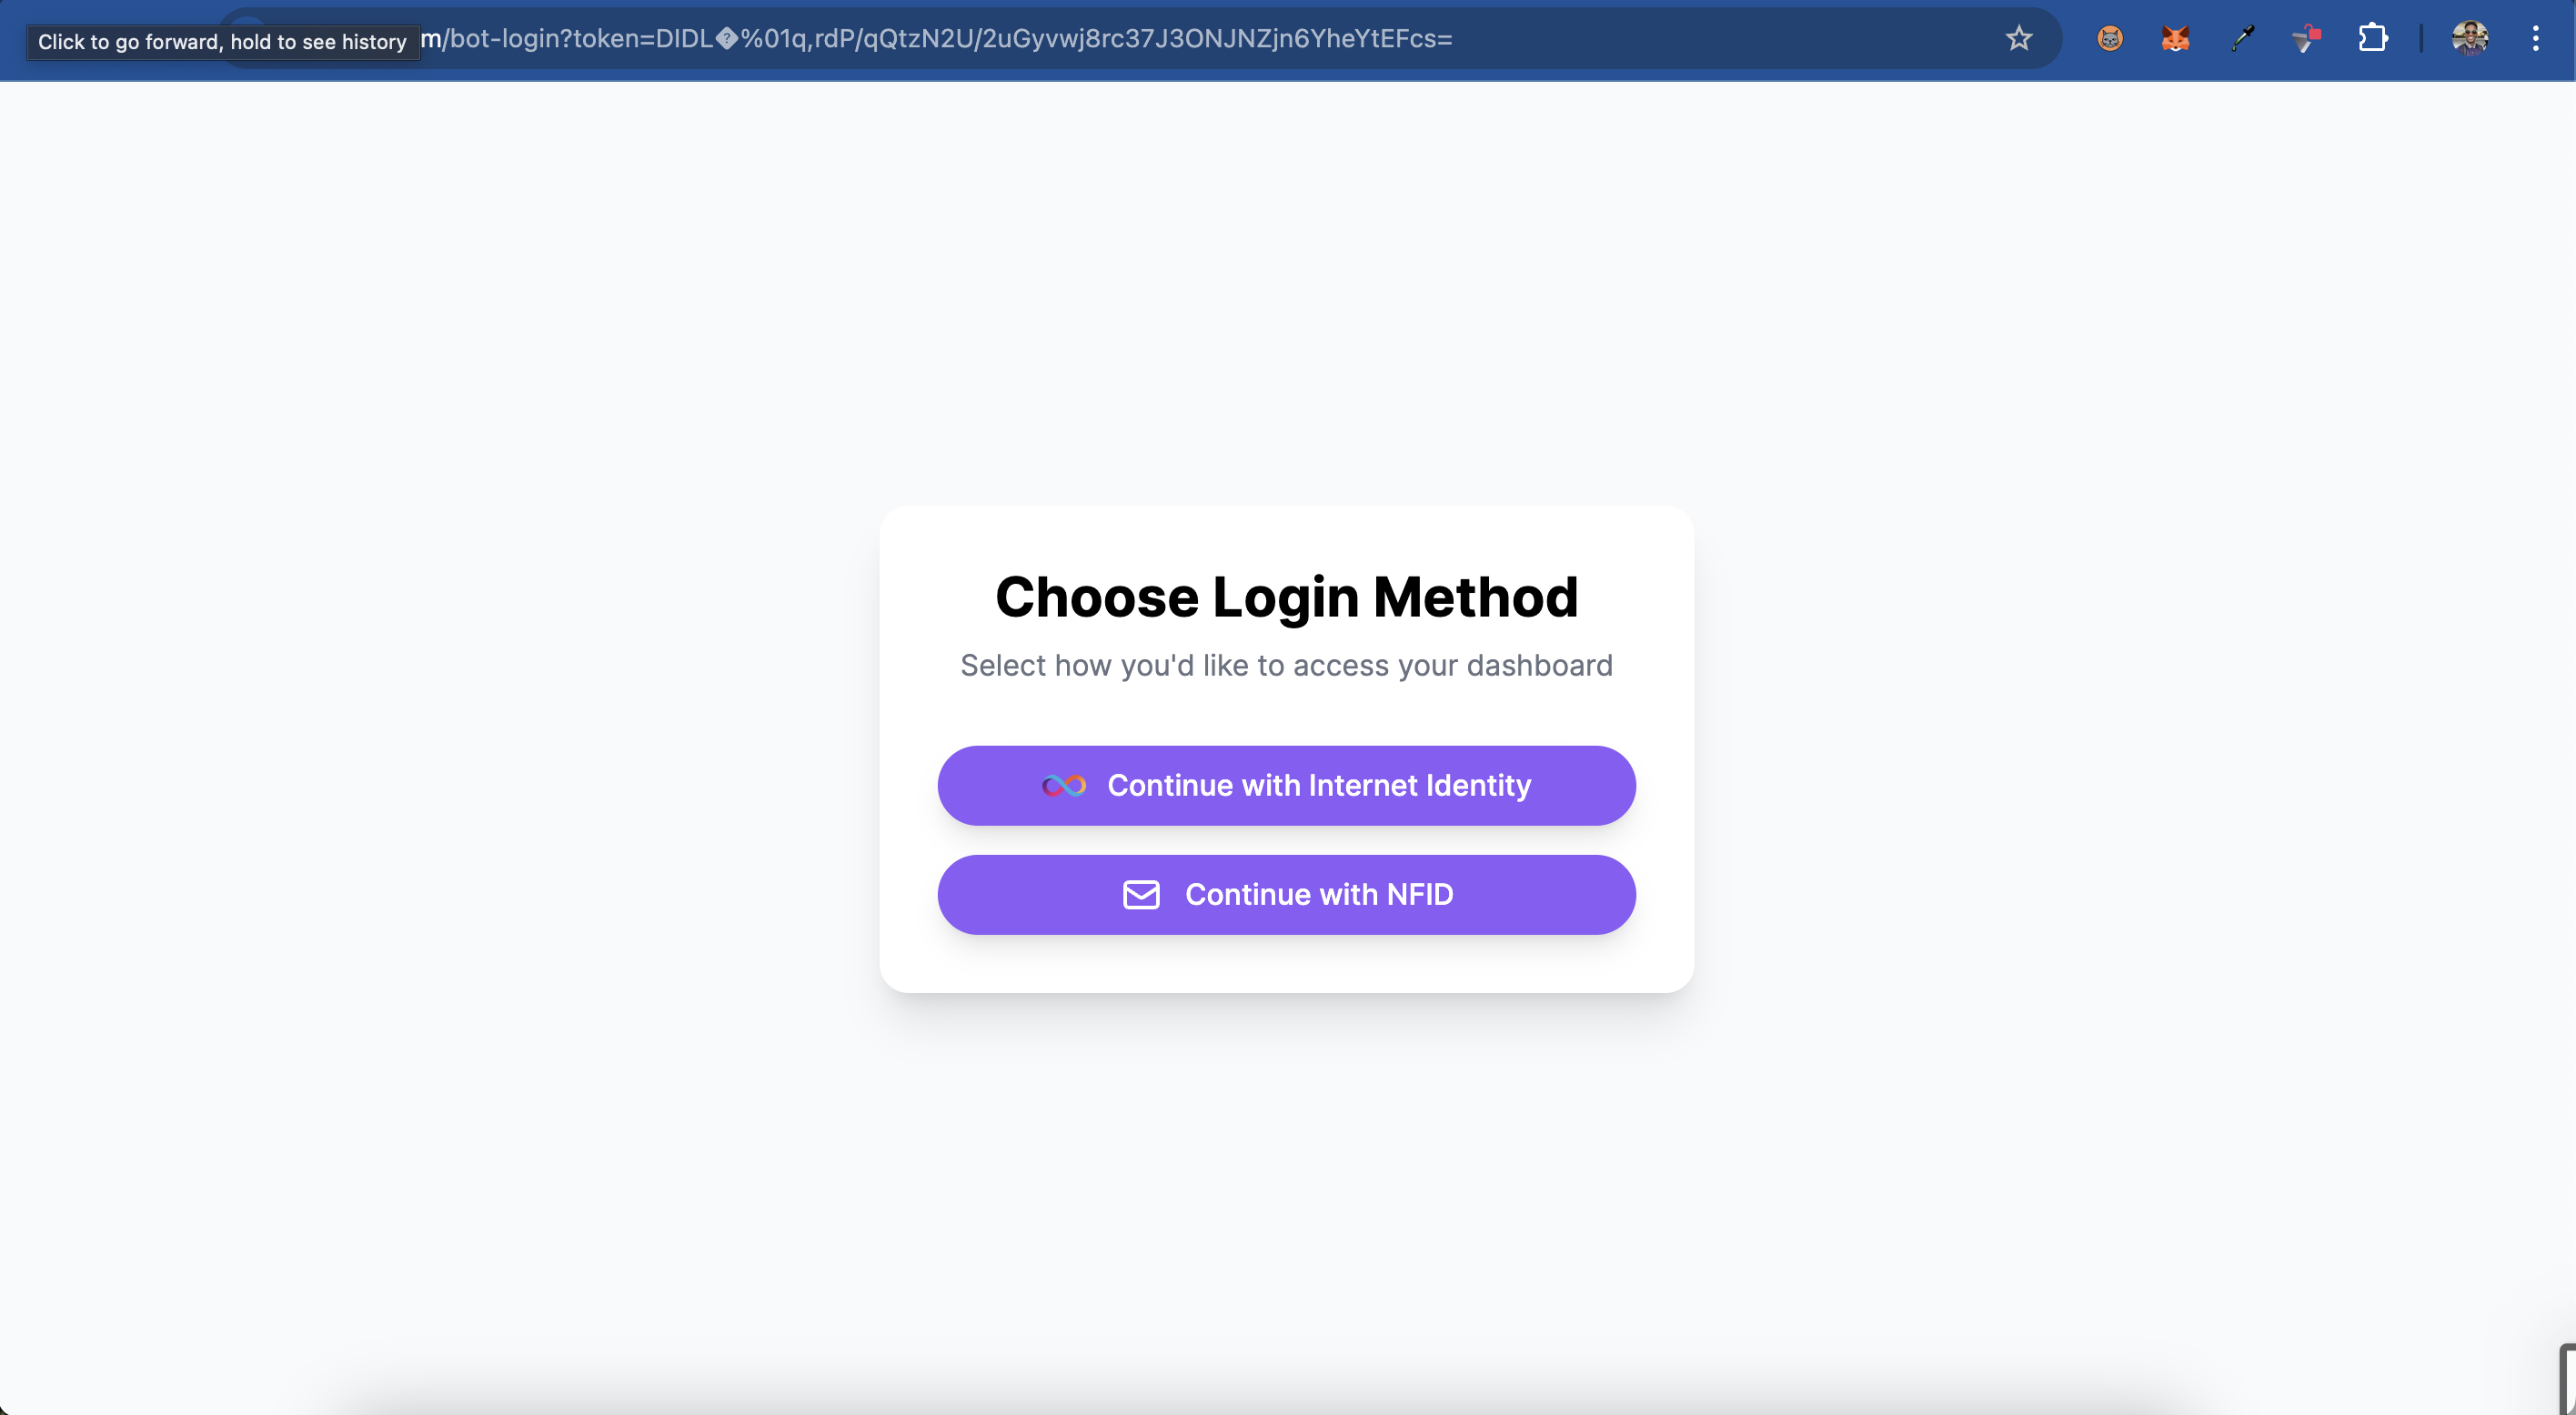 Click to go forward, hold to see history
m/bot-login?token=DIDL�%01q,rdP/qQtzN2U/2uGyvwj8rc37J3ONJNZjn6YheYtEFcs=
Choose Login Method
Select how you'd like to access your dashboard
Continue with Internet Identity
Continue with NFID